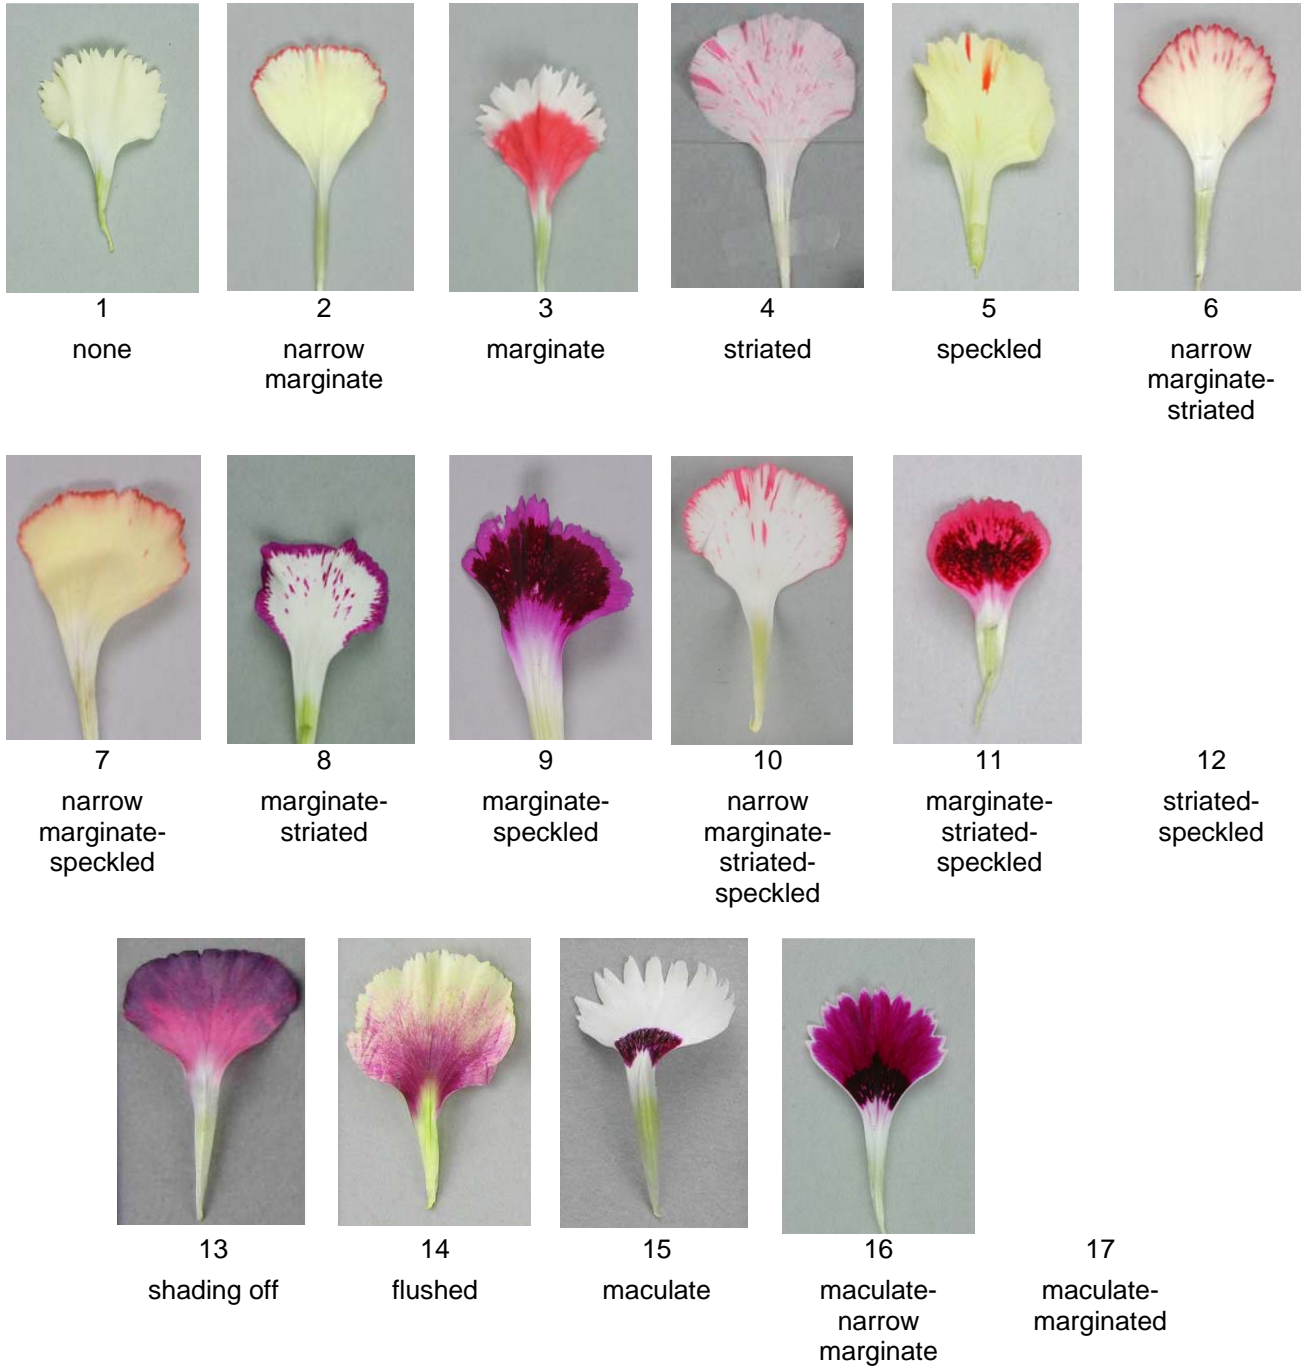 1 2 3 4 5 6
none narrow marginate striated speckled narrow
marginate marginate-
striated
7 8 9 10 11 12
narrow marginate- marginate- narrow marginate- striated-
marginate- striated speckled marginate- striated- speckled
speckled striated- speckled
speckled
13 14 15 16 17
shading off flushed maculate maculate- maculate-
narrow marginated
marginate